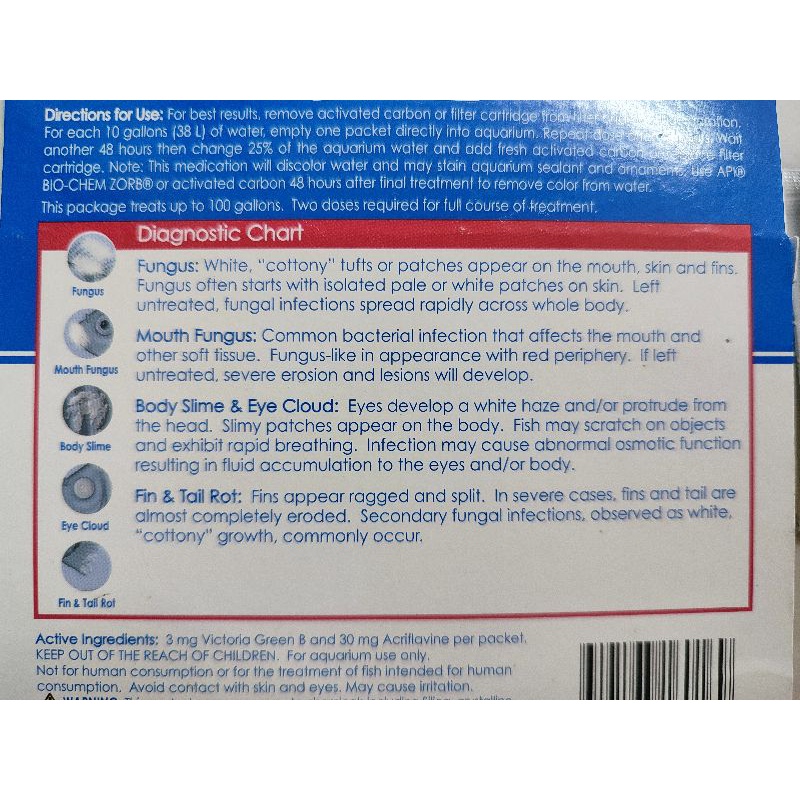 Directions for Use: For best results, remove activated carbon or filter cartridge from filter
For each 10 gallons (38 L) of water, empty one packet directly into aquarium. Repeat dose Wait
another 48 hours then change 25% of the aquarium water and add fresh activated carbon filter
cartridge. Note: This medication will discolor water and may stain aquarium sealant and ornaments, use API®
BIO-CHEM ZORB® or activated carbon 48 hours after final treatment to remove color from water.
This package treats up to 100 gallons. Two doses required for full course of treatment.
Diagnostic Chart
Fungus
Fungus: White, "cottony" tufts or patches appear on the mouth, skin and fins.
Fungus often starts with isolated pale or white patches on skin. Left
untreated, fungal infections spread rapidly across whole body.
Mouth Fungus
Mouth Fungus: Common bacterial infection that affects the mouth and
other soft tissue. Fungus-like in appearance with red periphery. If left
untreated, severe erosion and lesions will develop.
Body Slime
Body Slime & Eye Cloud: Eyes develop a white haze and/or protrude from
the head. Slimy patches appear on the body. Fish may scratch on objects
and exhibit rapid breathing. Infection may cause abnormal osmotic function
resulting in fluid accumulation to the eyes and/or body.
Eye Cloud
Fin & Tail Rot: Fins appear ragged and split. In severe cases, fins and tail are
almost completely eroded. Secondary fungal infections, observed as white,
"cottony" growth, commonly occur.
Fin & Tail Rot
Active Ingredients: 3 mg Victoria Green B and 30 mg Acriflavine per packet.
KEEP OUT OF THE REACH OF CHILDREN. For aquarium use only.
Not for human consumption or for the treatment of fish intended for human
consumption. Avoid contact with skin and eyes. May cause irritation.
WARNING